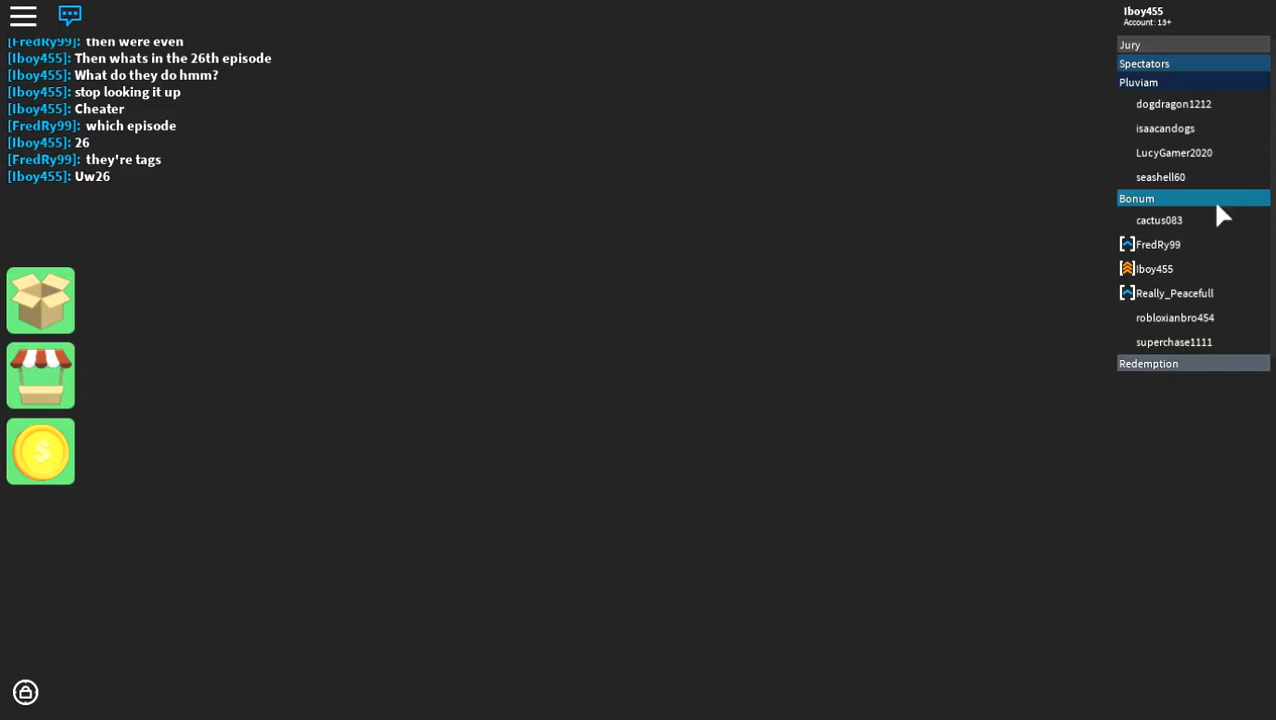 Iboy455
Account: 13+
[FredRy99]: then were even
[Iboy455]: Then whats in the 26th episode
[Iboy455]: What do they do hmm?
[Iboy455]: stop looking it up
[Iboy455]: Cheater
[FredRy99]: which episode
[Iboy455]: 26
[FredRy99]: they're tags
[Iboy455]: Uw26
Jury
Spectators
Pluviam
dogdragon1212
isaacandogs
LucyGamer2020
seashell60
Bonum
cactus083
FredRy99
Iboy455
Really_Peacefull
robloxianbro454
superchase1111
Redemption
$